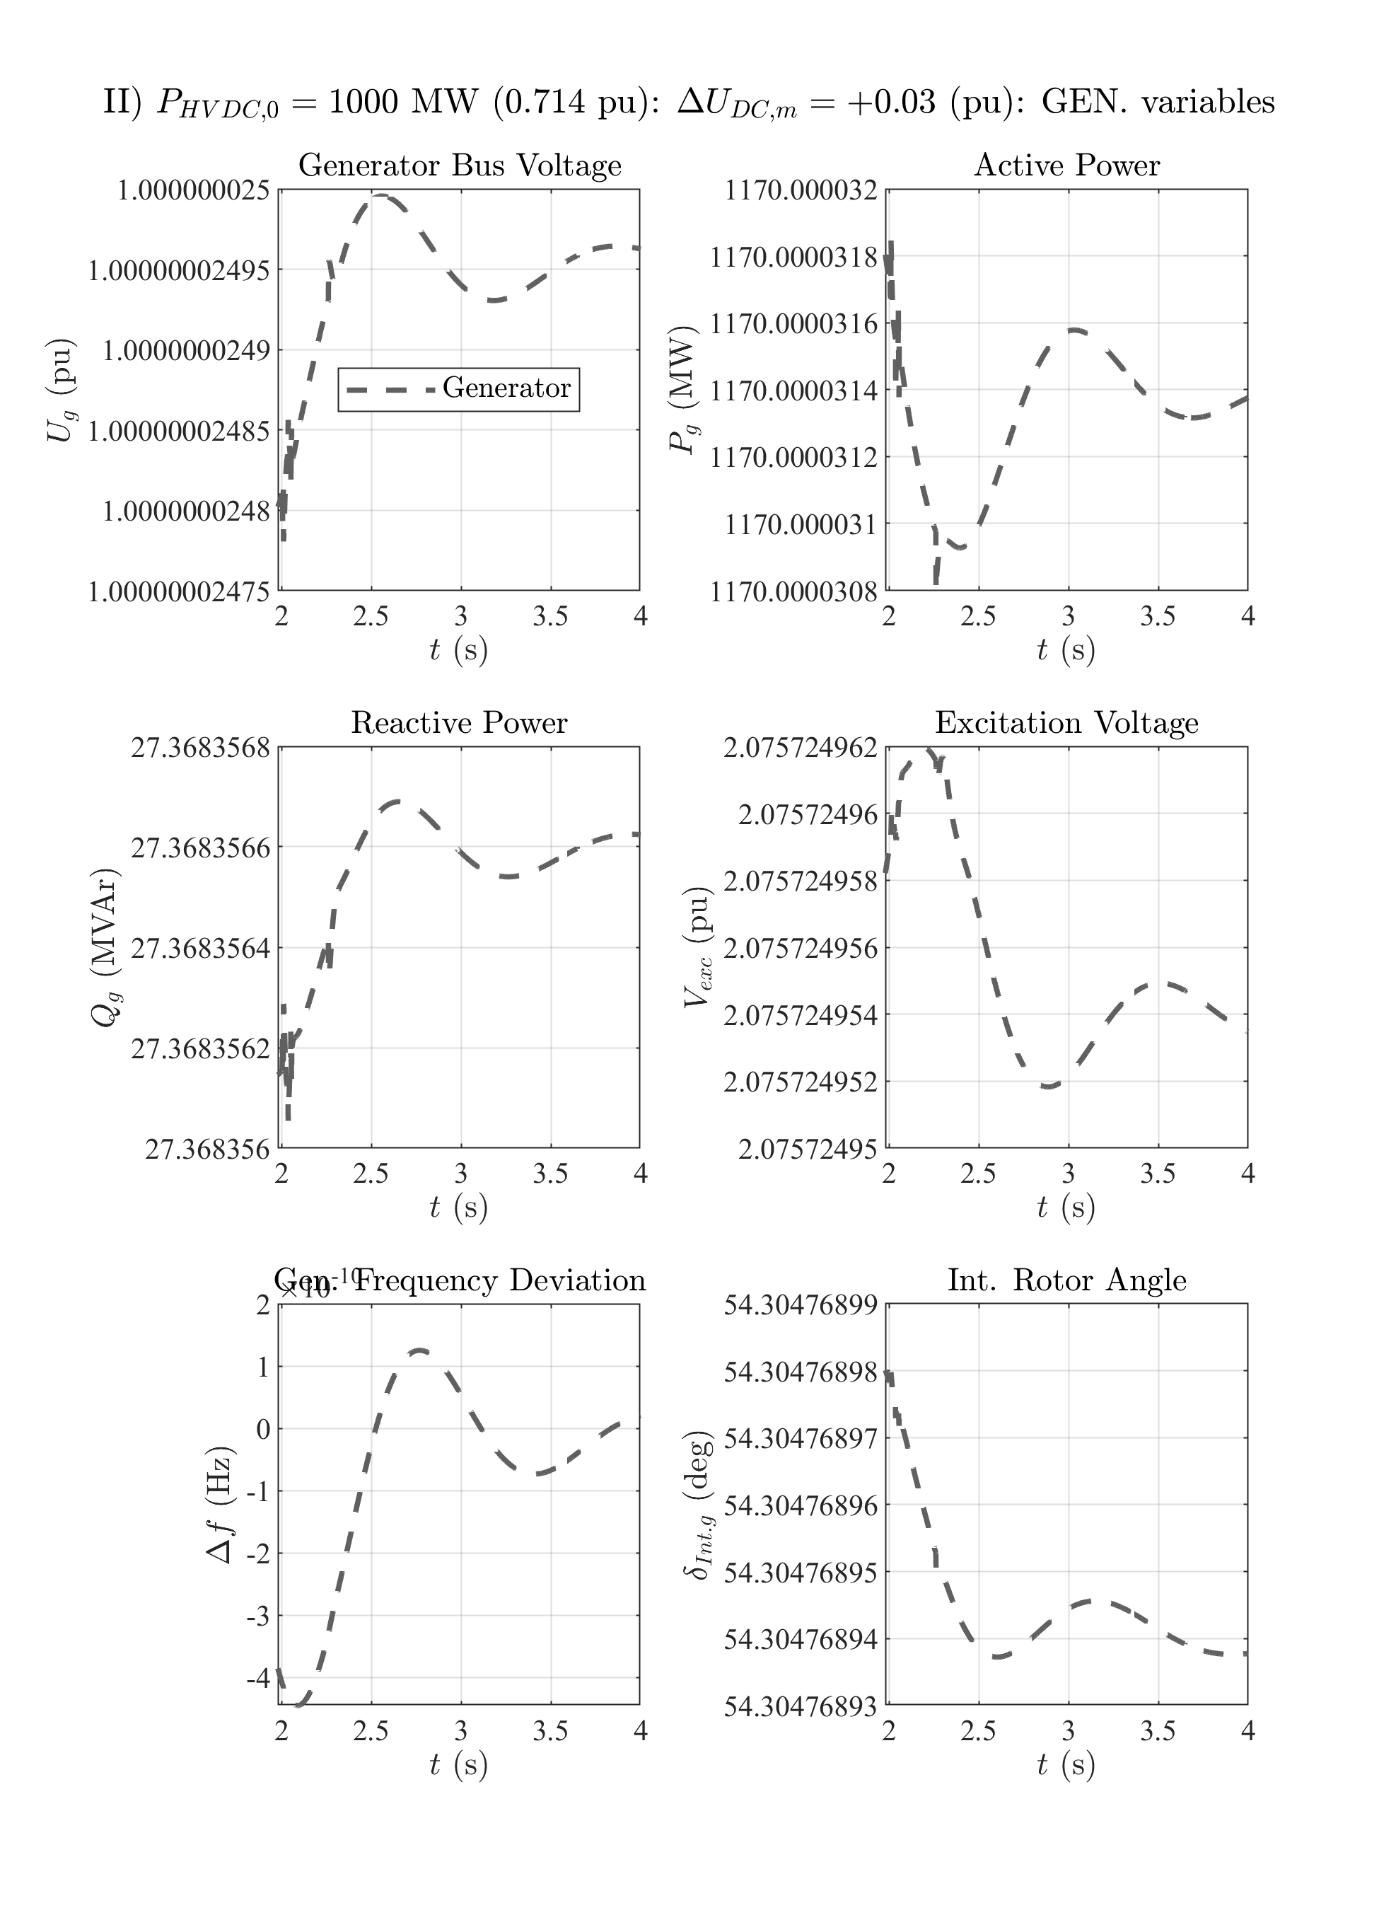 II) P_{HVDC,0} = 1000 MW (0.714 pu): ΔU_{DC,m} = +0.03 (pu): GEN. variables
Generator Bus Voltage
1.000000025
1.00000002495
1.0000000249
1.00000002485
1.0000000248
1.00000002475
U_g (pu)
Generator
2 2.5 3 3.5 4
t (s)
Active Power
1170.000032
1170.0000318
1170.0000316
1170.0000314
1170.0000312
1170.000031
1170.0000308
P_g (MW)
2 2.5 3 3.5 4
t (s)
Reactive Power
27.3683568
27.3683566
27.3683564
27.3683562
27.368356
Q_g (MVAr)
2 2.5 3 3.5 4
t (s)
Excitation Voltage
2.075724962
2.07572496
2.075724958
2.075724956
2.075724954
2.075724952
2.07572495
V_{exc} (pu)
2 2.5 3 3.5 4
t (s)
Gen. Frequency Deviation
×10^{-10}
2
1
0
-1
-2
-3
-4
Δf (Hz)
2 2.5 3 3.5 4
t (s)
Int. Rotor Angle
54.30476899
54.30476898
54.30476897
54.30476896
54.30476895
54.30476894
54.30476893
δ_{Int.g} (deg)
2 2.5 3 3.5 4
t (s)